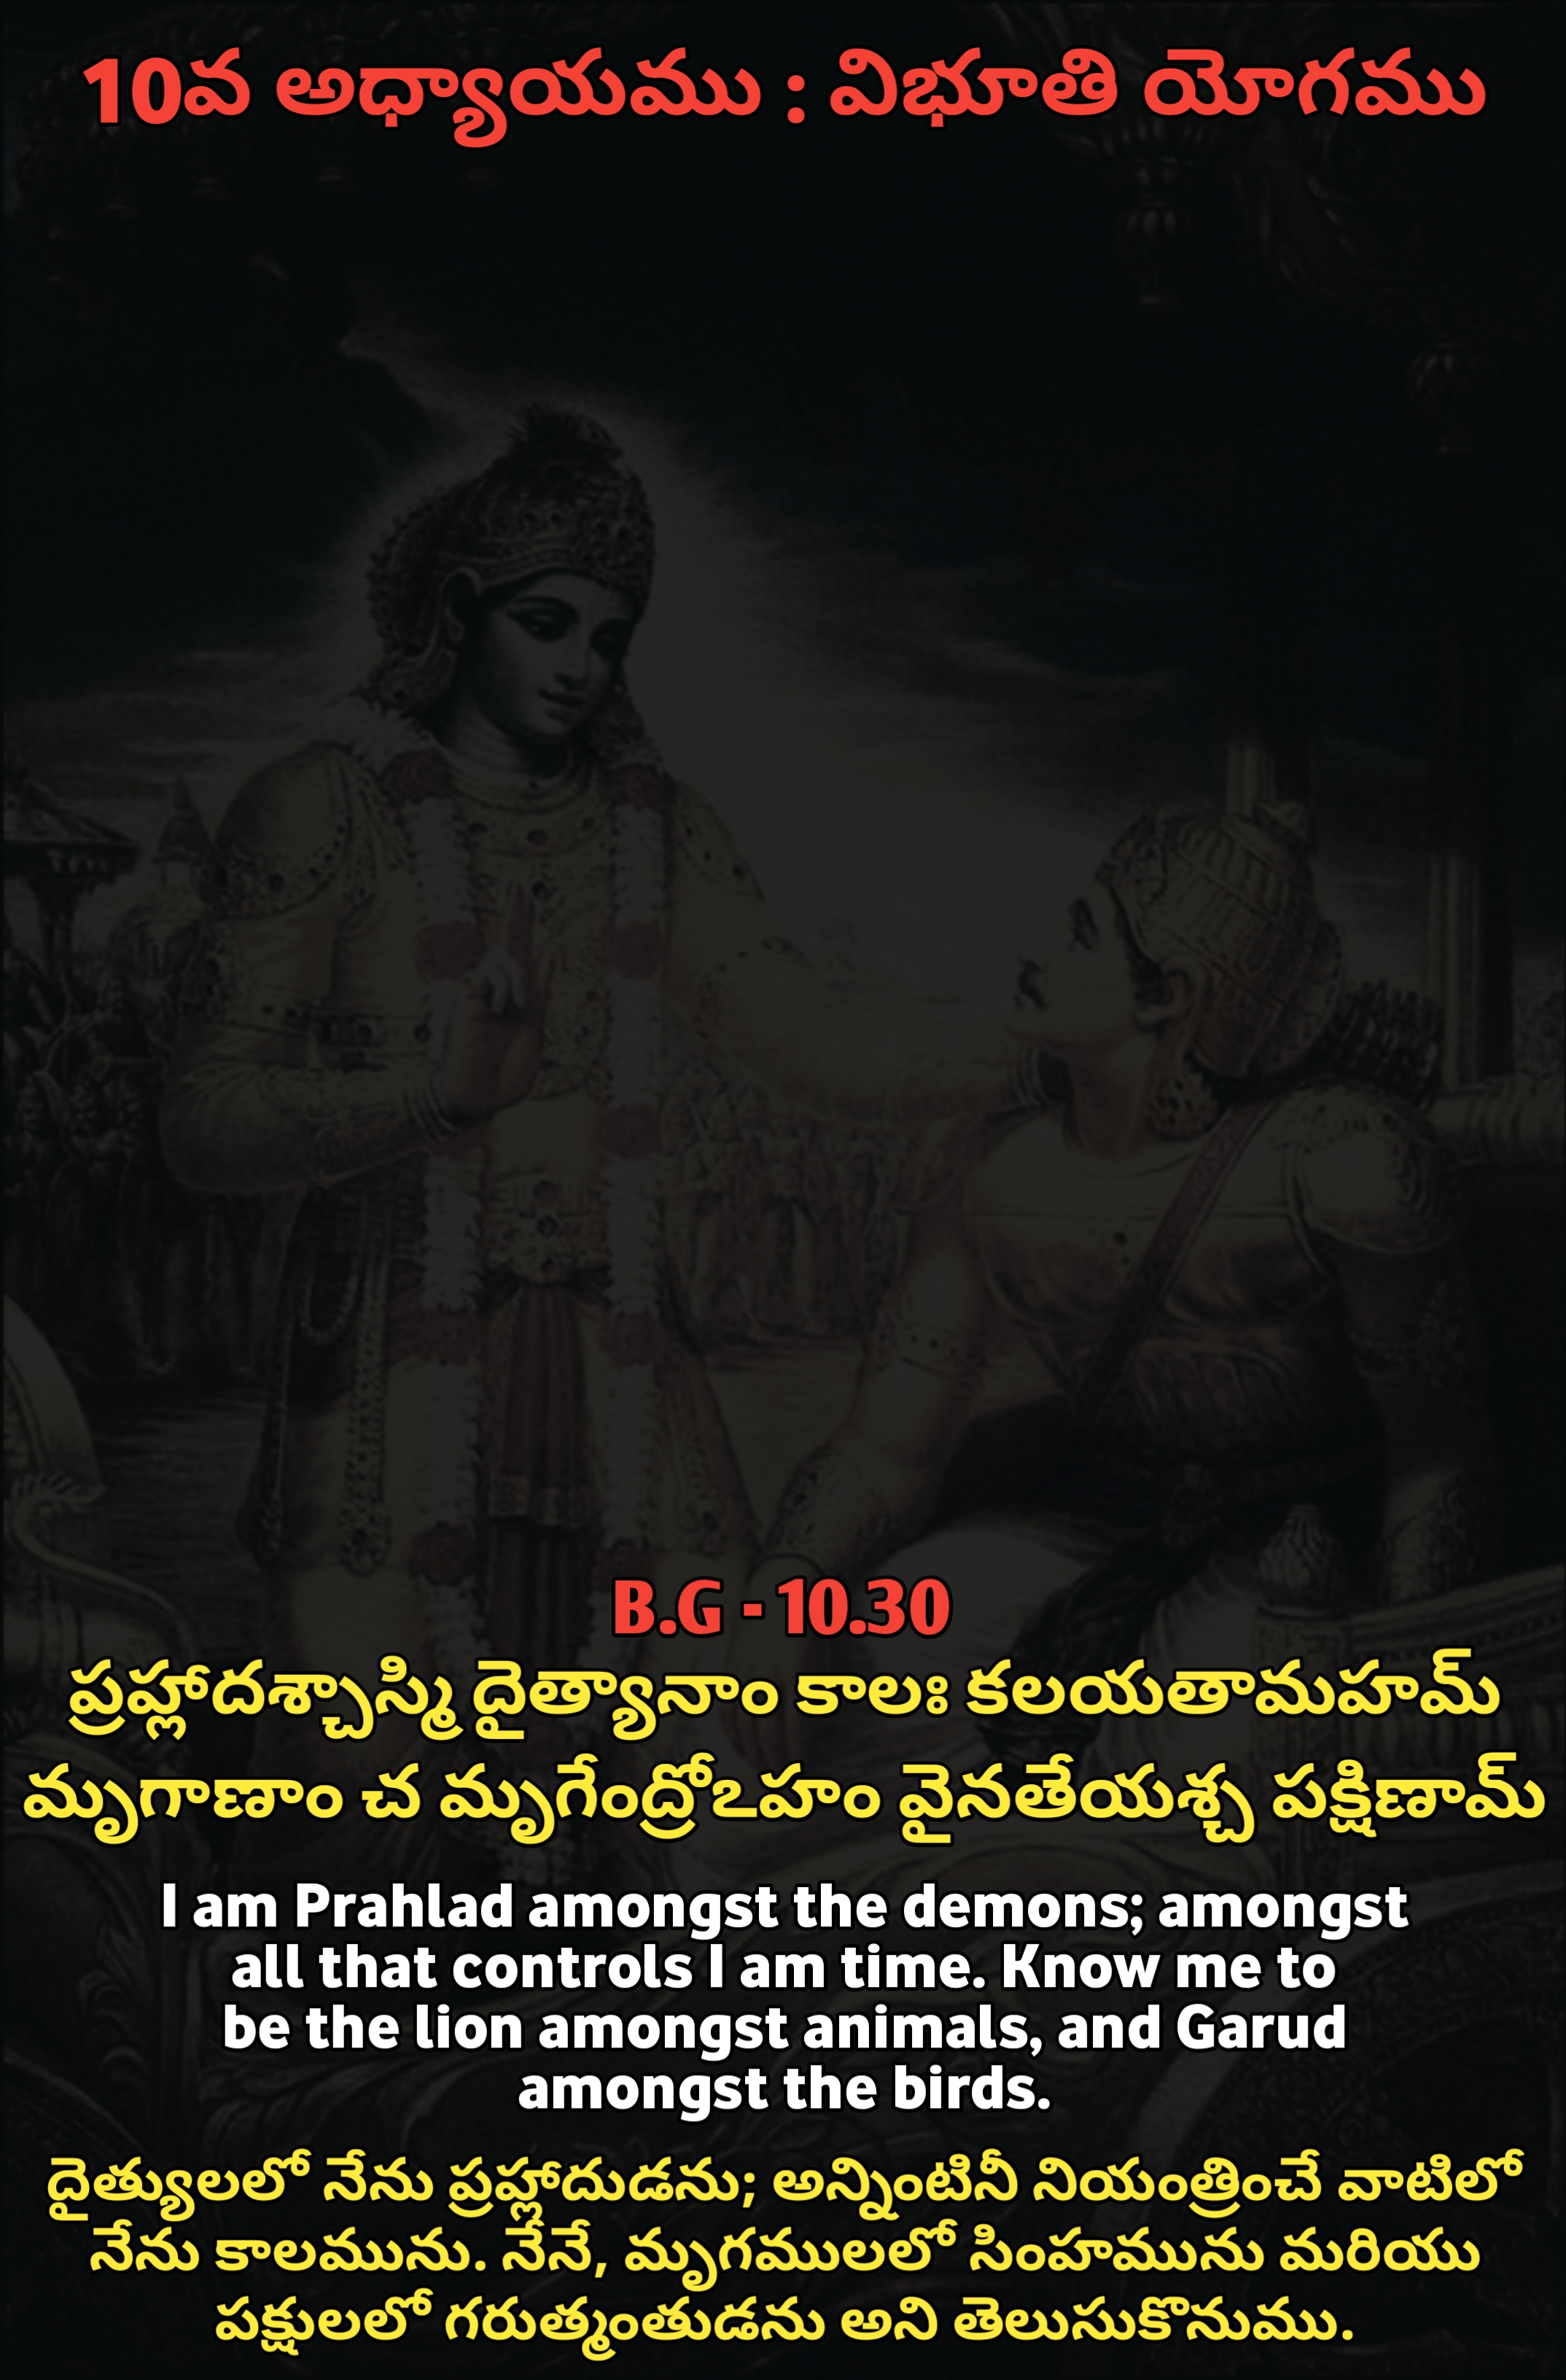 10వ అధ్యాయము : విభూతి యోగము
B.G - 10.30
ప్రహ్లాదశ్చాస్మి దైత్యానాం కాలః కలయతామహమ్
మృగాణాం చ మృగేంద్రోఽహం వైనతేయశ్చ పక్షిణామ్
I am Prahlad amongst the demons; amongst
all that controls I am time. Know me to
be the lion amongst animals, and Garud
amongst the birds.
దైత్యులలో నేను ప్రహ్లాదుడను; అన్నింటినీ నియంత్రించే వాటిలో
నేను కాలమును. నేనే, మృగములలో సింహమును మరియు
పక్షులలో గరుత్మంతుడను అని తెలుసుకొనుము.